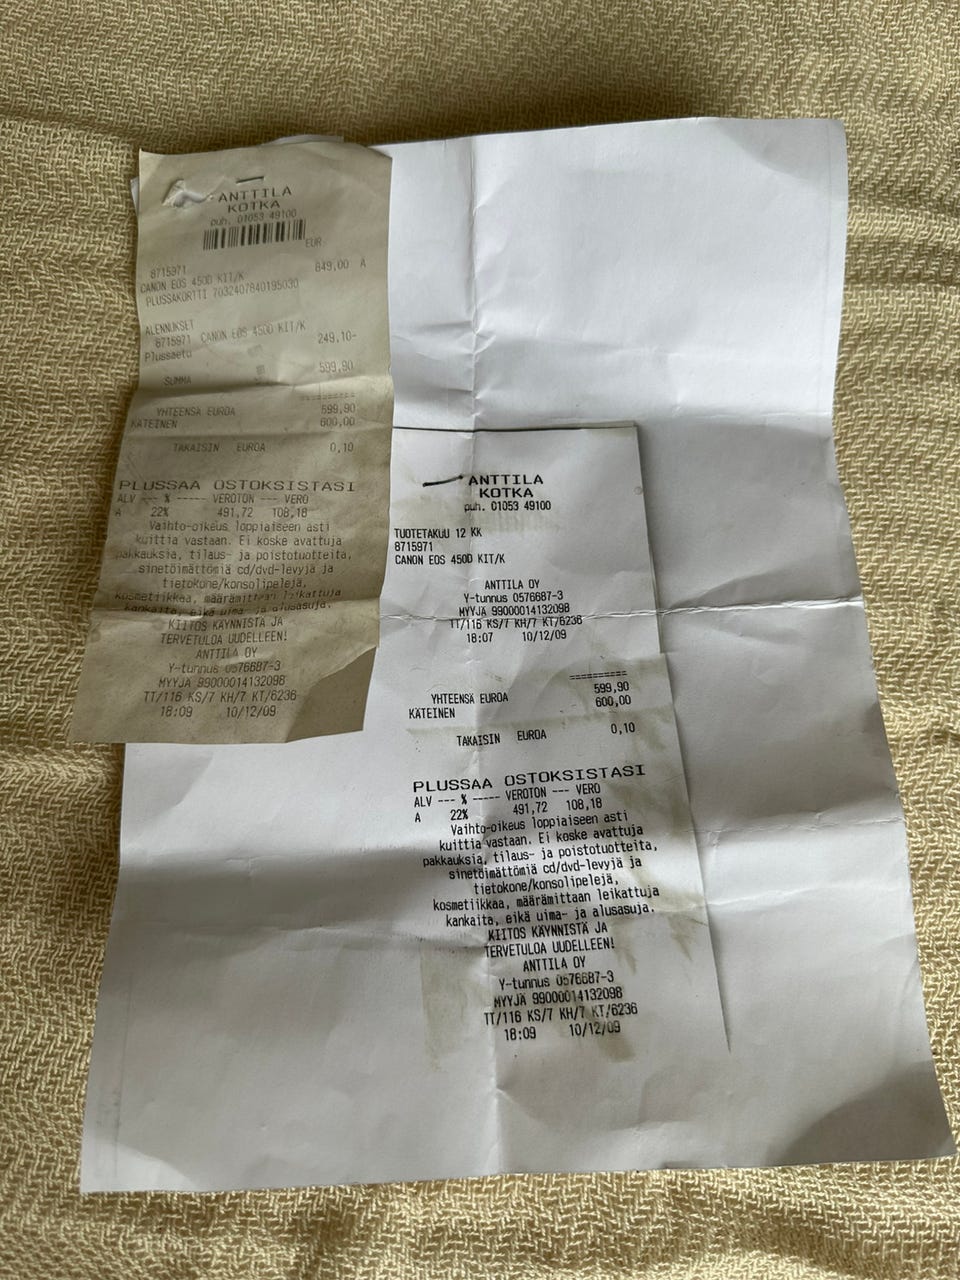 ANTTILA
KOTKA
puh. 01053 49100
EUR
8715971 849,00 A
CANON EOS 450D KIT/K
PLUSSAKORTTI 7032407840195030
ALENNUKSET
8715971 CANON EOS 450D KIT/K
Plussaetu 249,10-
SUMMA 599,90
==========
YHTEENSÄ EUROA 599,90
KÄTEINEN 600,00
TAKAISIN EUROA 0,10
PLUSSAA OSTOKSISTASI
ALV --- % ----- VEROTON --- VERO
A 22% 491,72 108,18
Vaihto-oikeus loppiaiseen asti
kuittia vastaan. Ei koske avattuja
pakkauksia, tilaus- ja poistotuotteita,
sinetöimättömiä cd/dvd-levyjä ja
tietokone/konsolipelejä,
kosmetiikkaa, määrämittaan leikattuja
kankaita, eikä uima- ja alusasuja.
KIITOS KÄYNNISTÄ JA
TERVETULOA UUDELLEEN!
ANTTILA OY
Y-tunnus 0576687-3
MYYJÄ 99000014132098
TT/116 KS/7 KH/7 KT/6236
18:09 10/12/09
ANTTILA
KOTKA
puh. 01053 49100
TUOTETAKUU 12 KK
8715971
CANON EOS 450D KIT/K
ANTTILA OY
Y-tunnus 0576687-3
MYYJÄ 99000014132098
TT/116 KS/7 KH/7 KT/6236
18:07 10/12/09
==========
YHTEENSÄ EUROA 599,90
KÄTEINEN 600,00
TAKAISIN EUROA 0,10
PLUSSAA OSTOKSISTASI
ALV --- % ----- VEROTON --- VERO
A 22% 491,72 108,18
Vaihto-oikeus loppiaiseen asti
kuittia vastaan. Ei koske avattuja
pakkauksia, tilaus- ja poistotuotteita,
sinetöimättömiä cd/dvd-levyjä ja
tietokone/konsolipelejä,
kosmetiikkaa, määrämittaan leikattuja
kankaita, eikä uima- ja alusasuja.
KIITOS KÄYNNISTÄ JA
TERVETULOA UUDELLEEN!
ANTTILA OY
Y-tunnus 0576687-3
MYYJÄ 99000014132098
TT/116 KS/7 KH/7 KT/6236
18:09 10/12/09